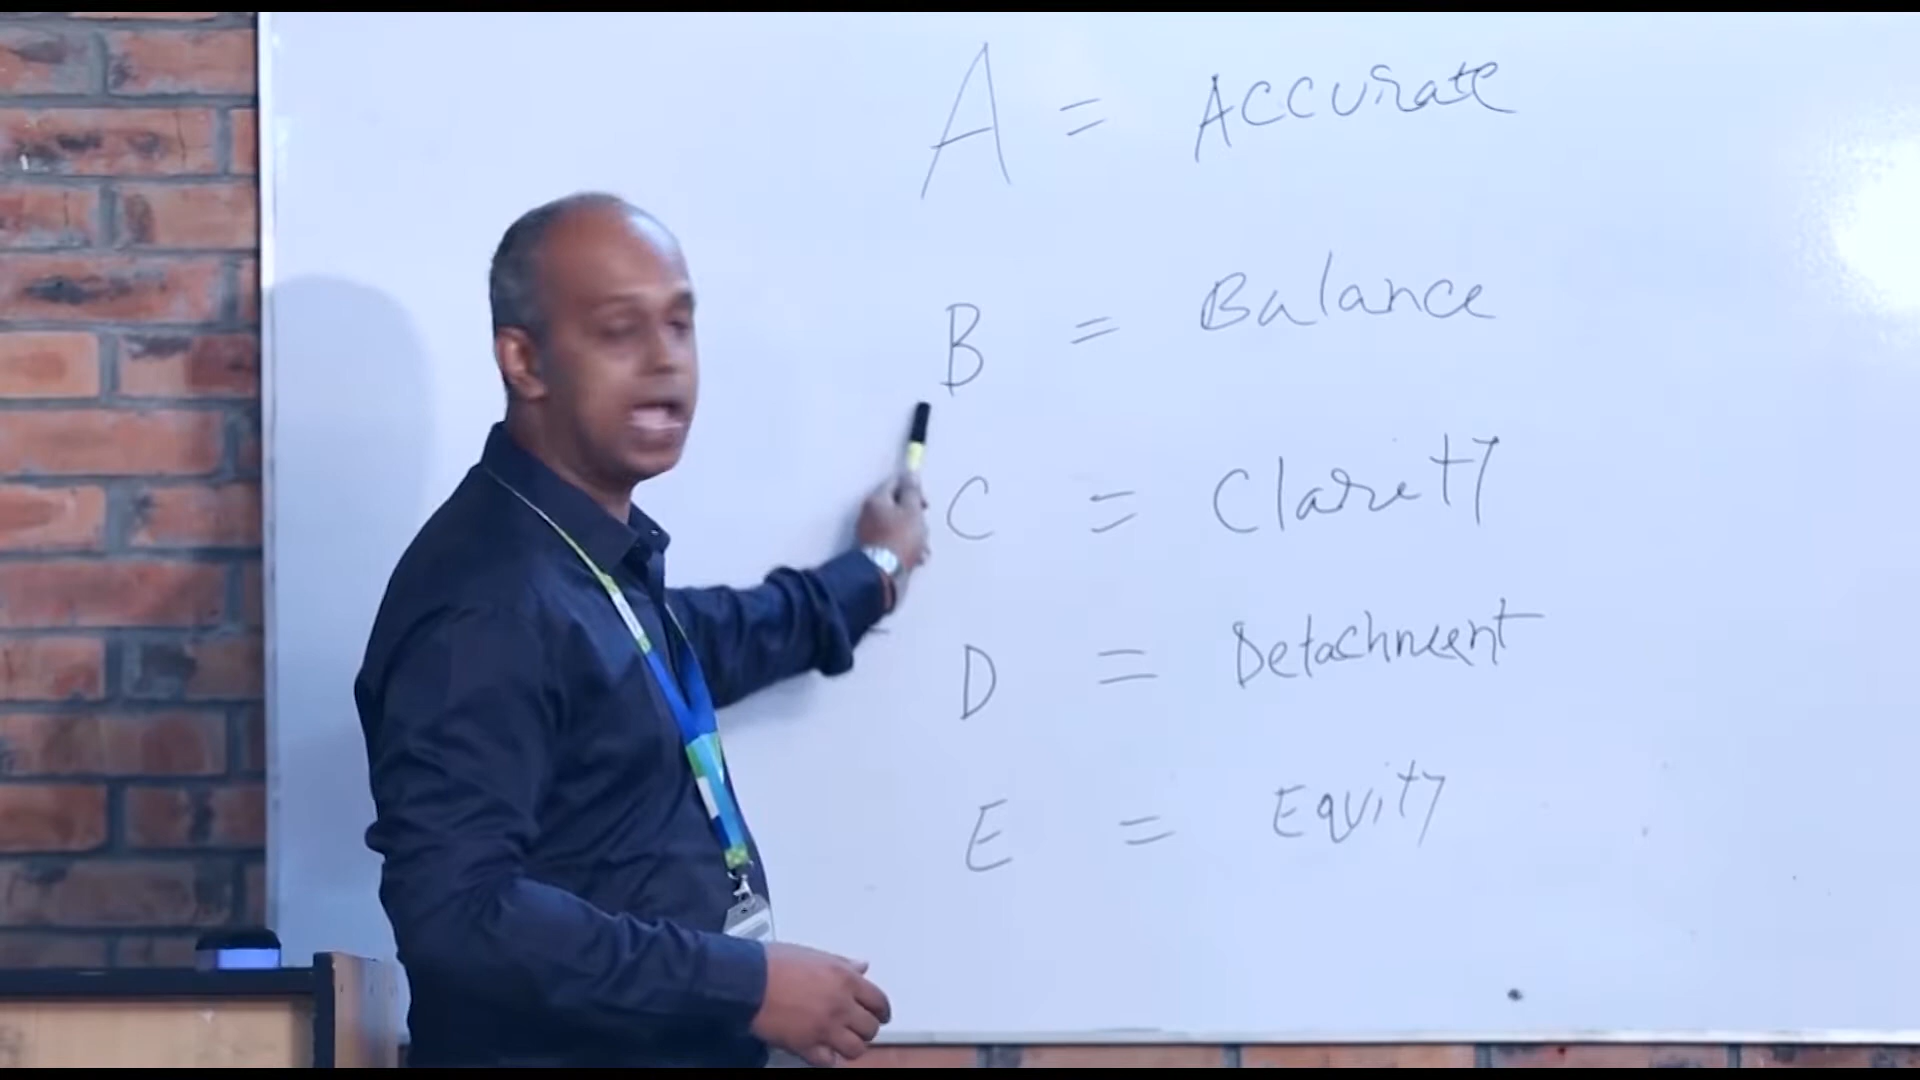 A = Accurate
B = Balance
C = Clarity
D = Detachment
E = Equity